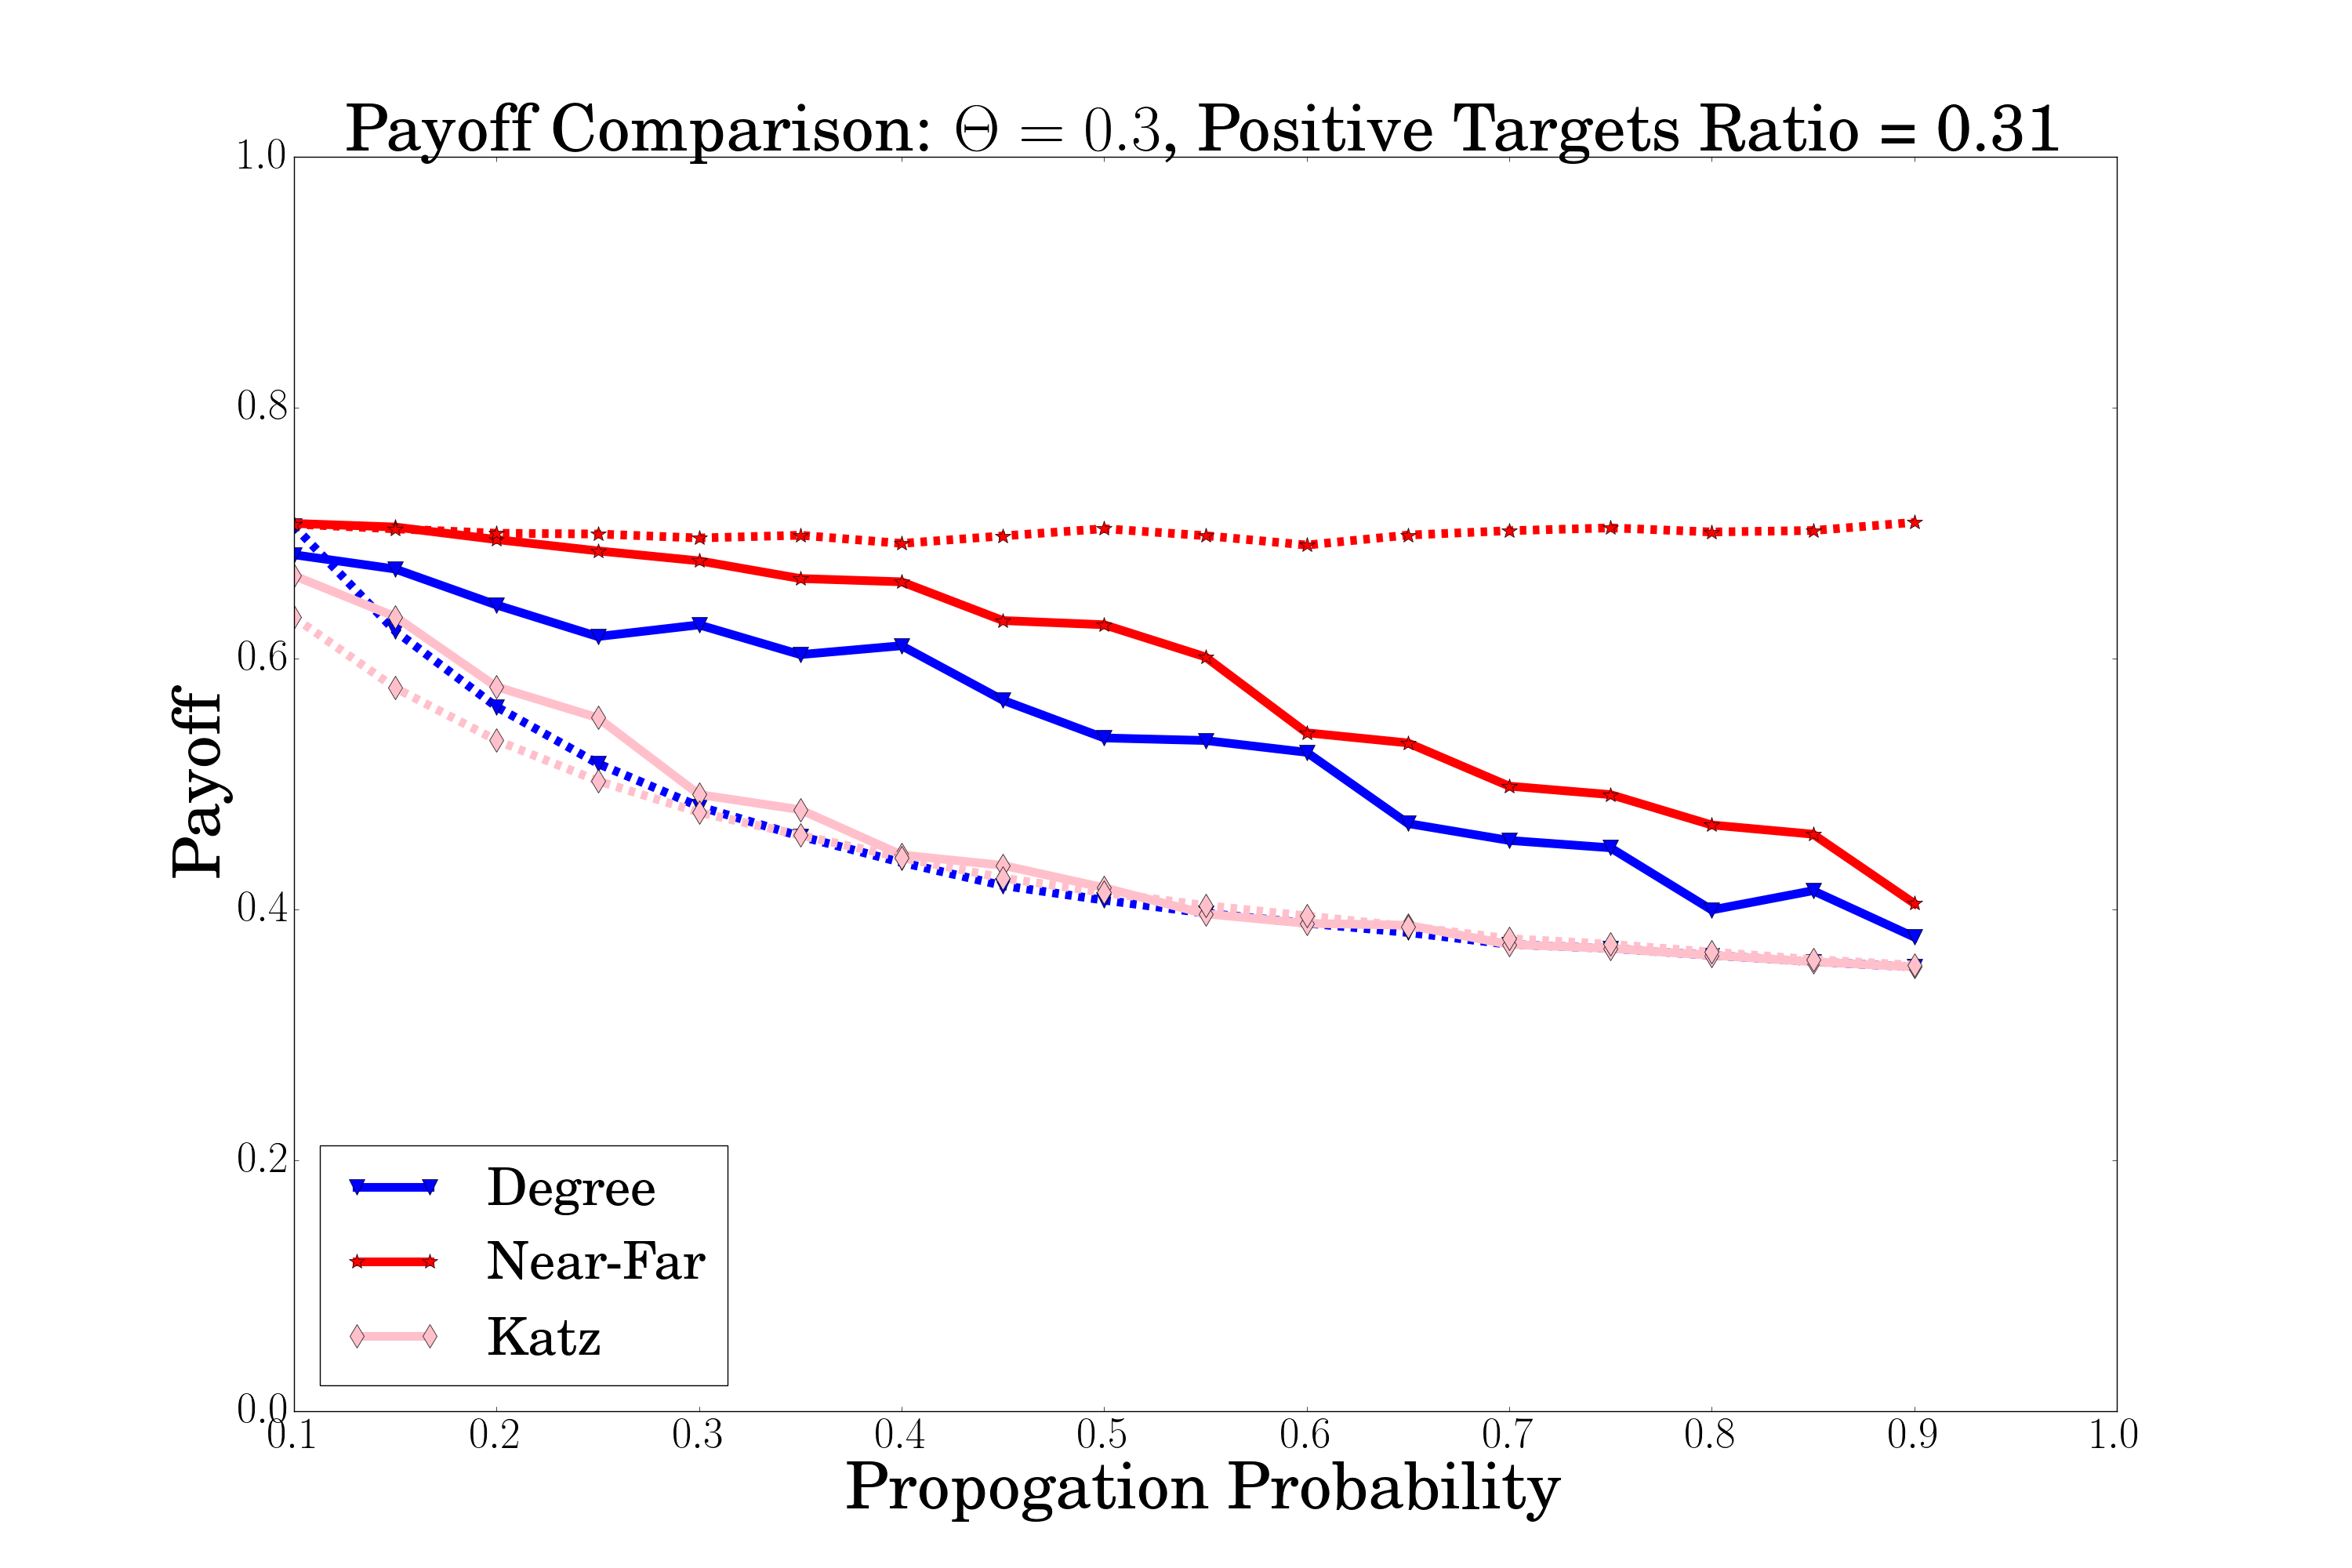 Payoff Comparison: Θ = 0.3, Positive Targets Ratio = 0.31
1.0
0.8
0.6
0.4
0.2
0.0
Payoff
Degree
Near-Far
Katz
0.1 0.2 0.3 0.4 0.5 0.6 0.7 0.8 0.9 1.0
Propogation Probability